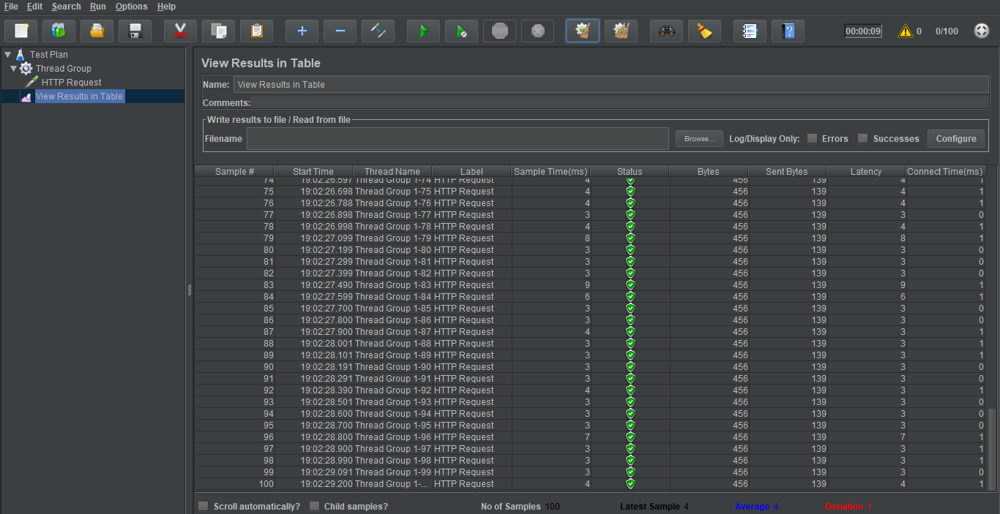 File Edit Search Run Options Help
STOP 00:00:09 0 0/100
Test Plan
Thread Group
HTTP Request
View Results in Table
View Results in Table
Name: View Results in Table
Comments:
Write results to file / Read from file
Filename Browse... Log/Display Only: Errors Successes Configure
Sample # Start Time Thread Name Label Sample Time(ms) Status Bytes Sent Bytes Latency Connect Time(ms)
74 19:02:26.597 Thread Group 1-74 HTTP Request 4 456 139 4 1
75 19:02:26.698 Thread Group 1-75 HTTP Request 4 456 139 4 1
76 19:02:26.788 Thread Group 1-76 HTTP Request 4 456 139 4 1
77 19:02:26.898 Thread Group 1-77 HTTP Request 3 456 139 3 0
78 19:02:26.998 Thread Group 1-78 HTTP Request 4 456 139 4 1
79 19:02:27.099 Thread Group 1-79 HTTP Request 8 456 139 8 1
80 19:02:27.199 Thread Group 1-80 HTTP Request 3 456 139 3 0
81 19:02:27.299 Thread Group 1-81 HTTP Request 3 456 139 3 0
82 19:02:27.399 Thread Group 1-82 HTTP Request 3 456 139 3 0
83 19:02:27.490 Thread Group 1-83 HTTP Request 9 456 139 9 1
84 19:02:27.599 Thread Group 1-84 HTTP Request 6 456 139 6 1
85 19:02:27.700 Thread Group 1-85 HTTP Request 3 456 139 3 0
86 19:02:27.800 Thread Group 1-86 HTTP Request 3 456 139 3 0
87 19:02:27.900 Thread Group 1-87 HTTP Request 4 456 139 3 1
88 19:02:28.001 Thread Group 1-88 HTTP Request 3 456 139 3 1
89 19:02:28.101 Thread Group 1-89 HTTP Request 3 456 139 3 1
90 19:02:28.191 Thread Group 1-90 HTTP Request 3 456 139 3 0
91 19:02:28.291 Thread Group 1-91 HTTP Request 3 456 139 3 0
92 19:02:28.390 Thread Group 1-92 HTTP Request 4 456 139 3 1
93 19:02:28.501 Thread Group 1-93 HTTP Request 3 456 139 3 0
94 19:02:28.600 Thread Group 1-94 HTTP Request 3 456 139 3 0
95 19:02:28.700 Thread Group 1-95 HTTP Request 3 456 139 3 0
96 19:02:28.800 Thread Group 1-96 HTTP Request 7 456 139 7 1
97 19:02:28.900 Thread Group 1-97 HTTP Request 3 456 139 3 1
98 19:02:28.990 Thread Group 1-98 HTTP Request 3 456 139 3 1
99 19:02:29.091 Thread Group 1-99 HTTP Request 3 456 139 3 0
100 19:02:29.200 Thread Group 1-... HTTP Request 4 456 139 4 1
Scroll automatically? Child samples? No of Samples 100 Latest Sample 4 Average 4 Deviation 1